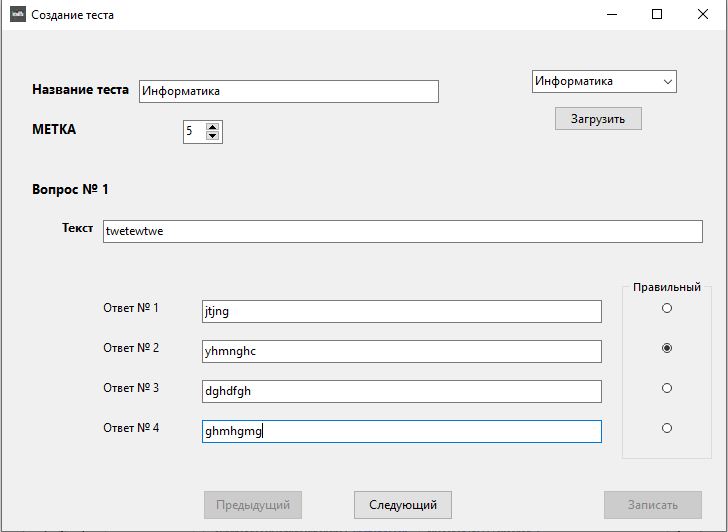 Создание теста
Название теста
Информатика
Информатика
МЕТКА
5
Загрузить
Вопрос № 1
Текст
twetewtwe
Правильный
Ответ № 1
jtjng
Ответ № 2
yhmnghc
Ответ № 3
dghdfgh
Ответ № 4
ghmhgmg
Предыдущий
Следующий
Записать